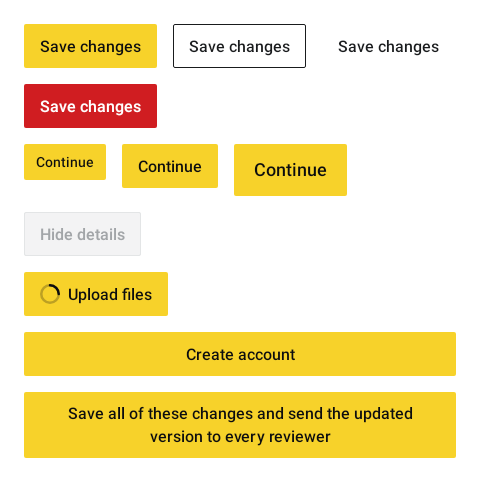 Save changes
Save changes
Save changes
Save changes
Continue
Continue
Continue
Hide details
Upload files
Create account
Save all of these changes and send the updated
version to every reviewer